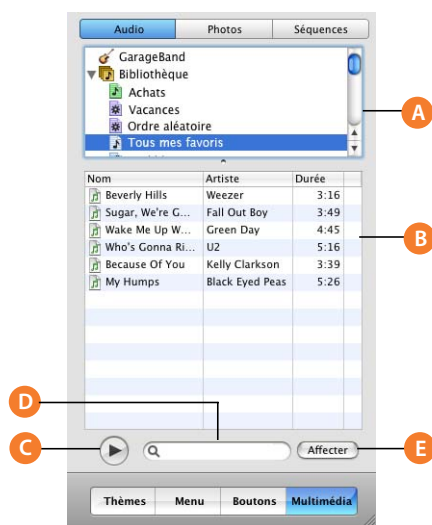 Audio Photos Séquences
GarageBand
Bibliothèque
Achats
Vacances
Ordre aléatoire
Tous mes favoris
A
Nom Artiste Durée
Beverly Hills Weezer 3:16
Sugar, We're G... Fall Out Boy 3:49
Wake Me Up W... Green Day 4:45
Who's Gonna Ri... U2 5:16
B
Because Of You Kelly Clarkson 3:39
My Humps Black Eyed Peas 5:26
D
C
Affecter
E
Thèmes Menu Boutons Multimédia